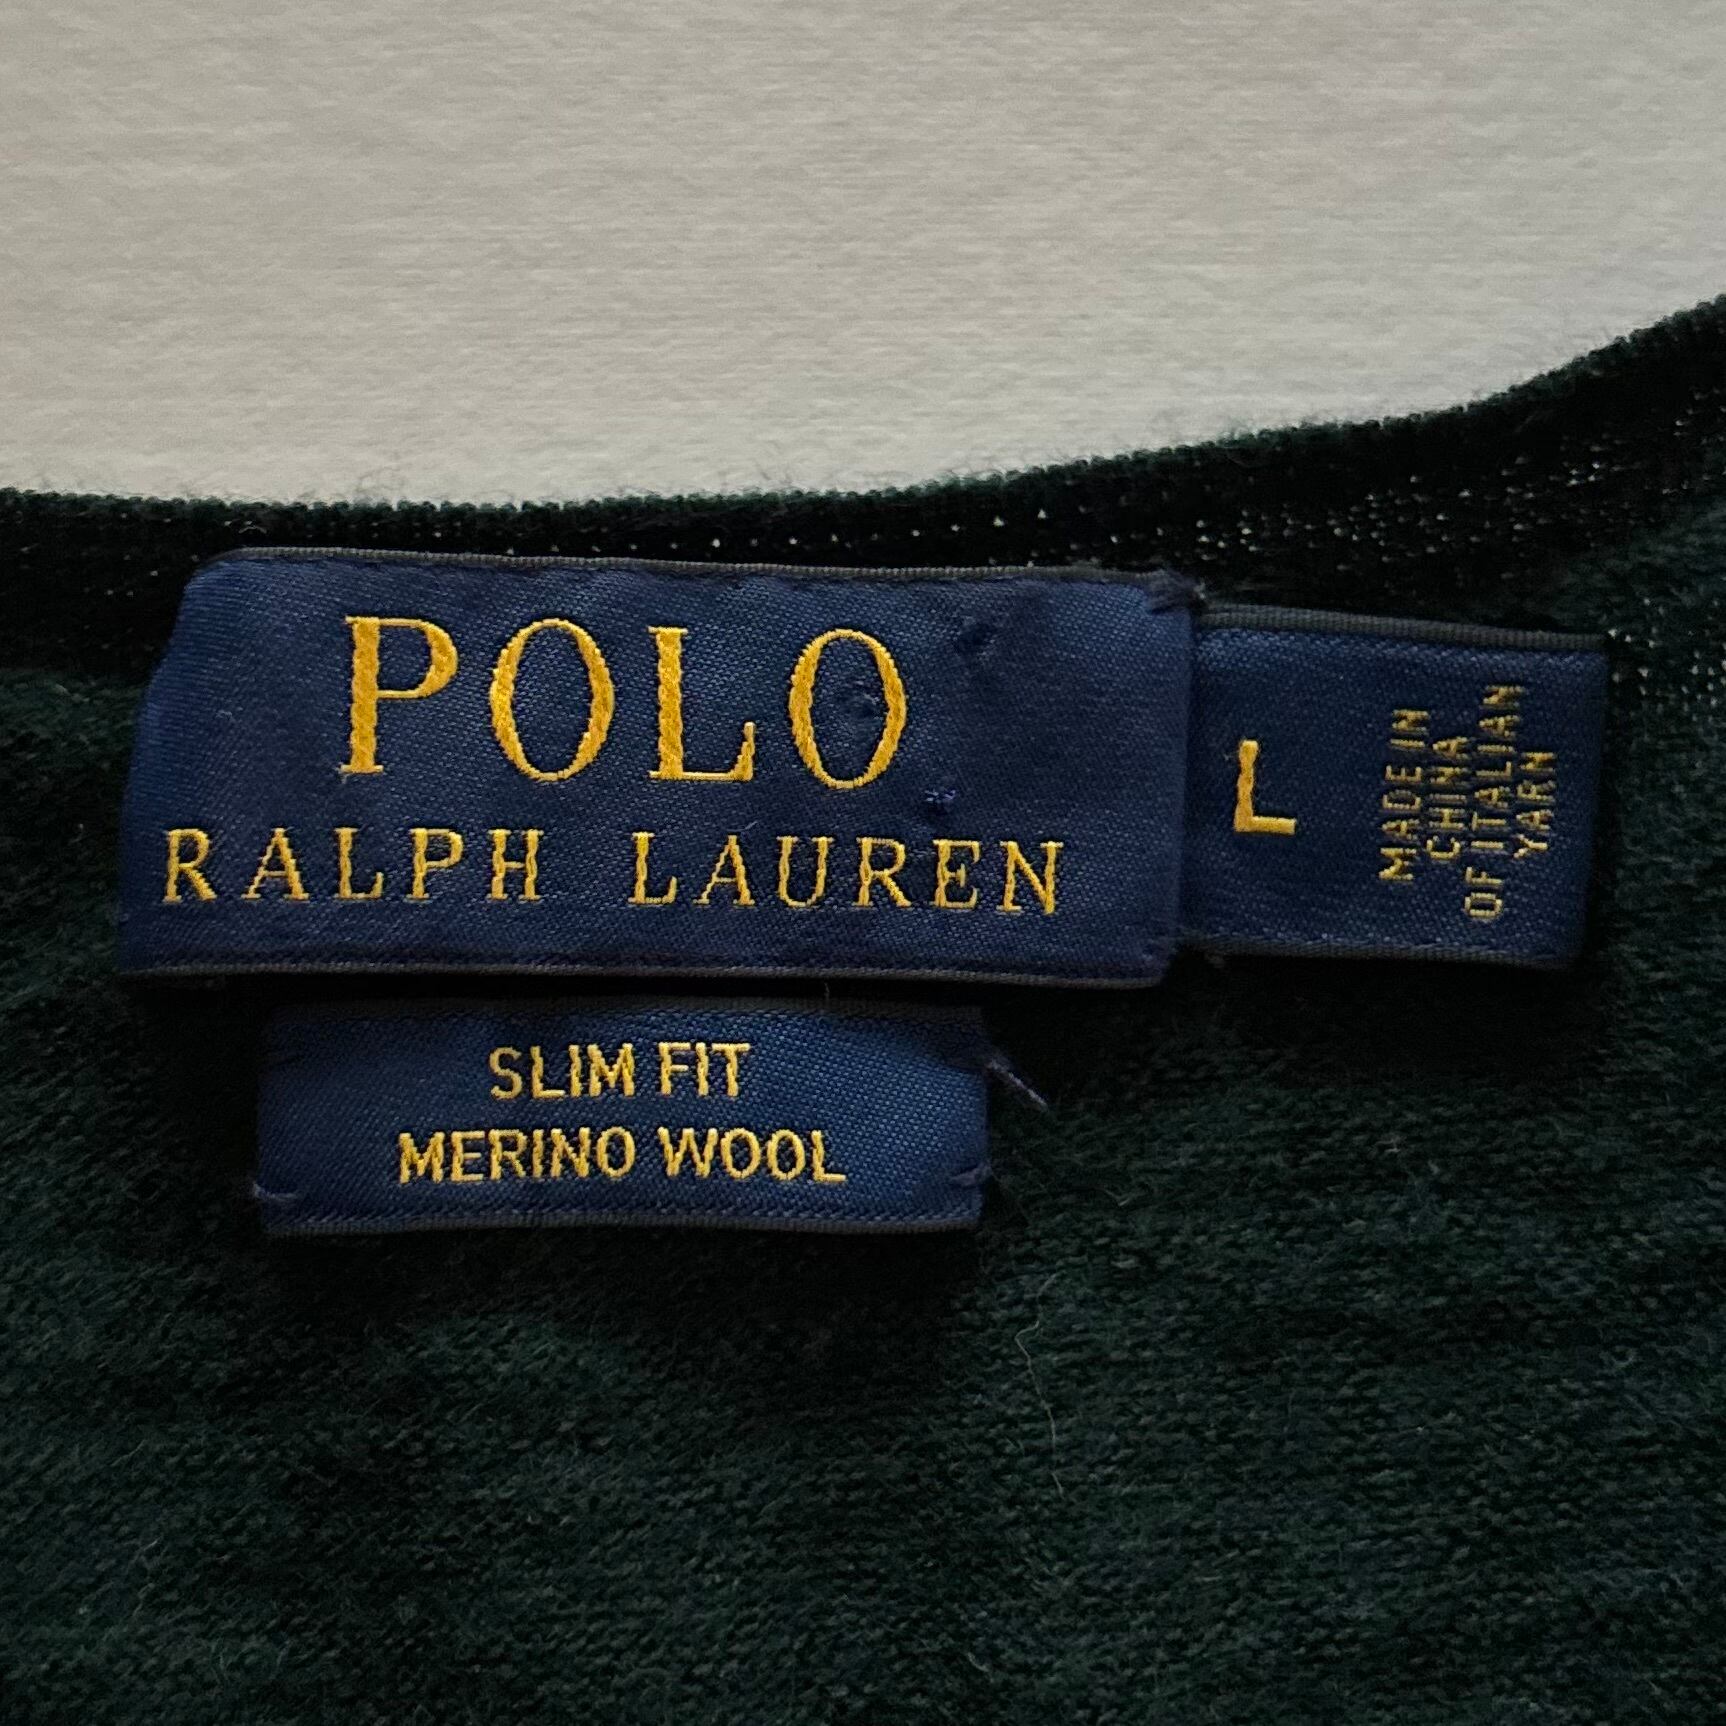 POLO
RALPH LAUREN
L
MADE IN
CHINA
OF ITALIAN
YARN
SLIM FIT
MERINO WOOL